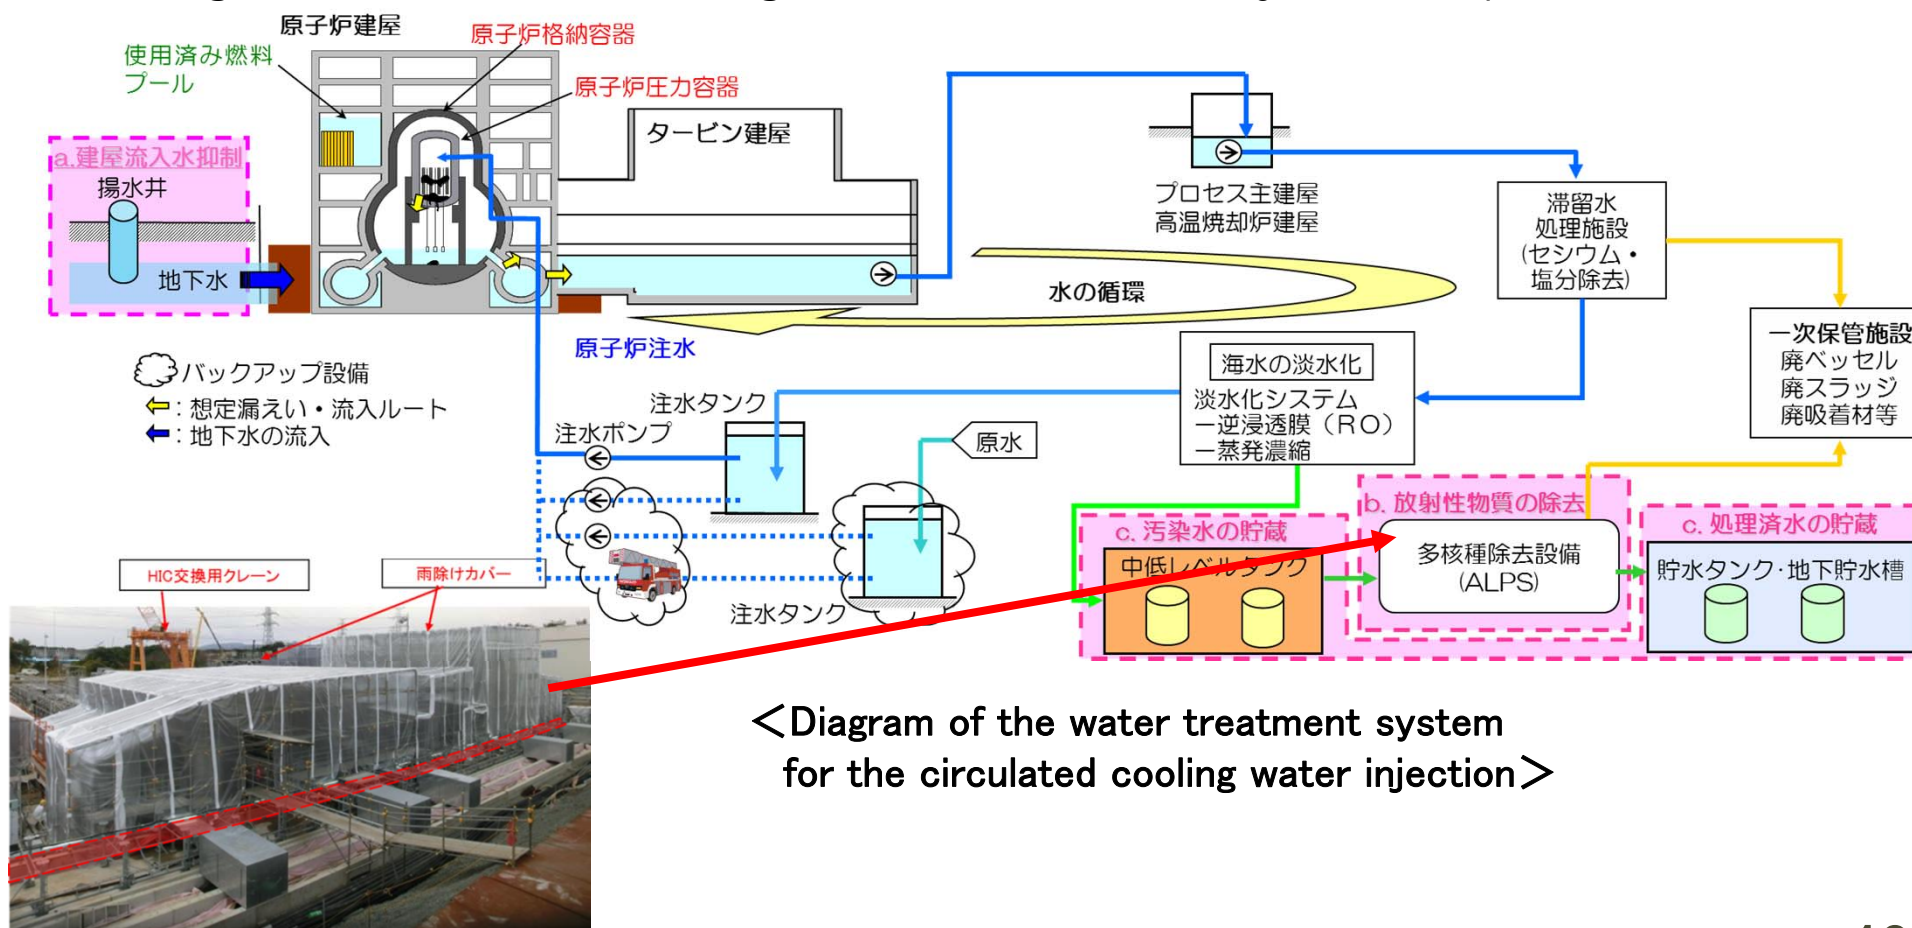 原子炉建屋
原子炉格納容器
使用済み燃料
プール
原子炉圧力容器
タービン建屋
a.建屋流入水抑制
揚水井
地下水
プロセス主建屋
高温焼却炉建屋
滞留水
処理施設
(セシウム・
塩分除去)
水の循環
原子炉注水
バックアップ設備
：想定漏えい・流入ルート
：地下水の流入
一次保管施設
廃ベッセル
廃スラッジ
廃吸着材等
海水の淡水化
淡水化システム
－逆浸透膜（ＲＯ）
－蒸発濃縮
注水タンク
注水ポンプ
原水
注水タンク
b. 放射性物質の除去
多核種除去設備
(ALPS)
c. 汚染水の貯蔵
中低レベルタンク
c. 処理済水の貯蔵
貯水タンク・地下貯水槽
HIC交換用クレーン
雨除けカバー
＜Diagram of the water treatment system
for the circulated cooling water injection＞